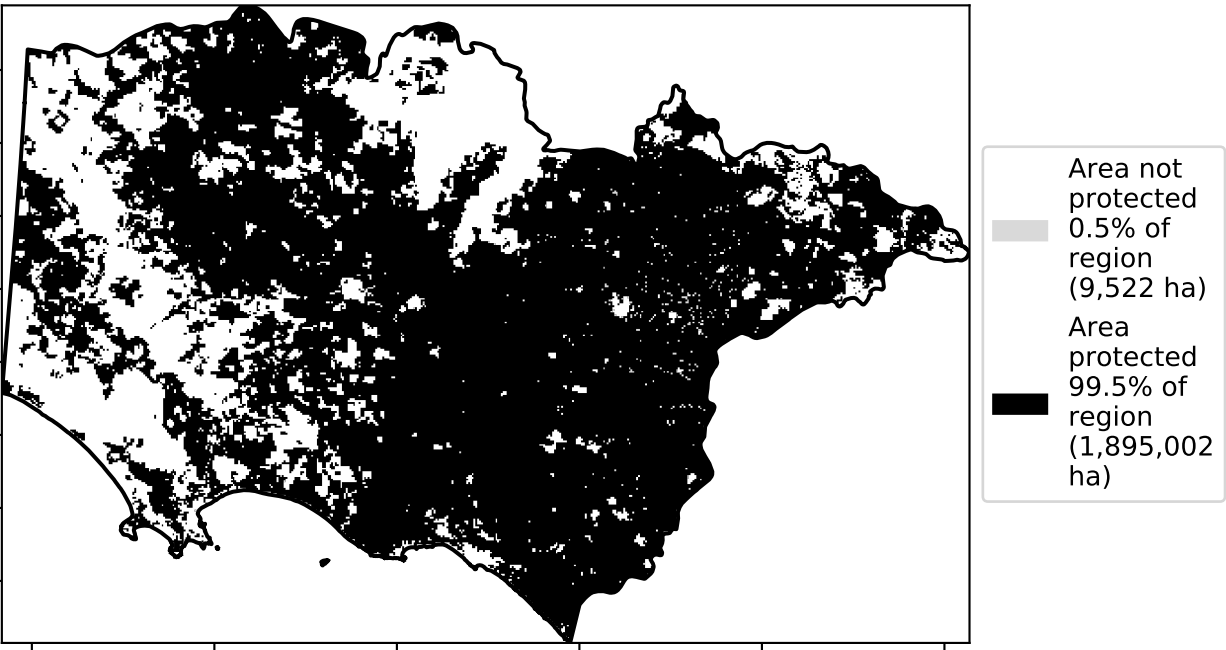 Area not
protected
0.5% of
region
(9,522 ha)
Area
protected
99.5% of
region
(1,895,002
ha)